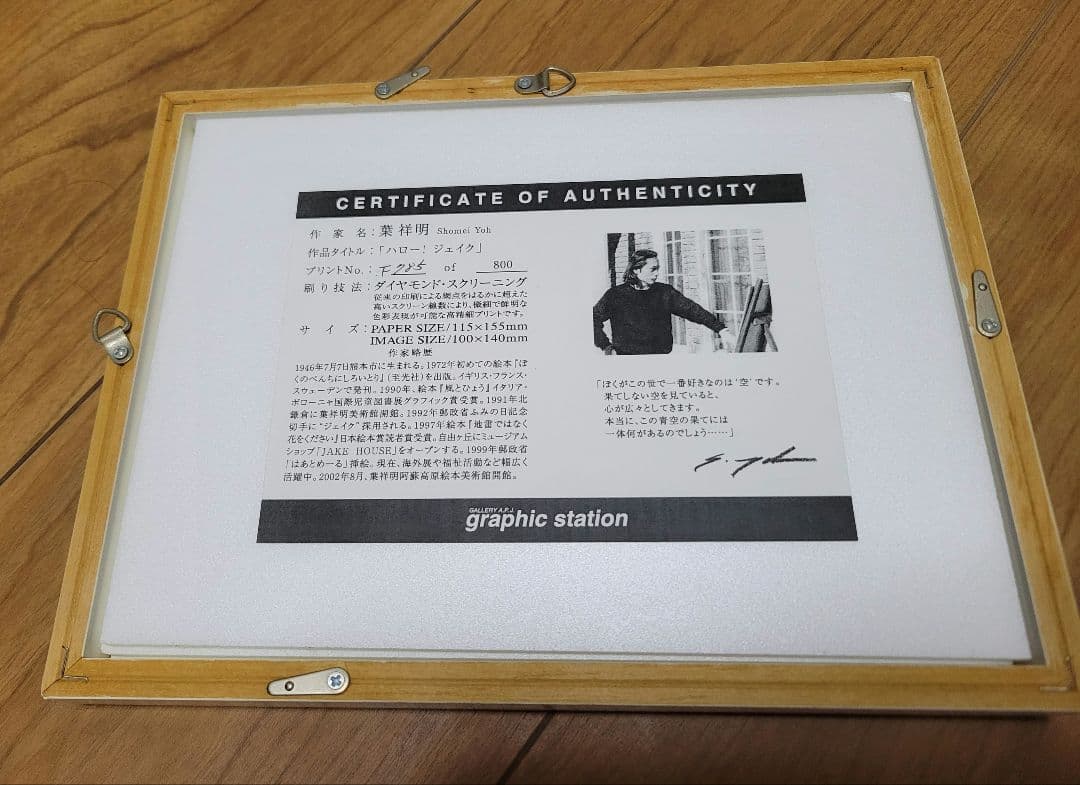 CERTIFICATE OF AUTHENTICITY
作家名：葉 祥明 Shomei Yoh
作品タイトル：「ハロー！ジェイク」
プリントNo.： F785 of 800
刷り技法：ダイヤモンド・スクリーニング
従来の印刷による網点をはるかに超えた
高いスクリーン線数により、繊細で鮮明な
色彩表現が可能な高精細プリントです。
サイズ：PAPER SIZE/115×155mm
IMAGE SIZE/100×140mm
作家略歴
1946年7月7日熊本市に生まれる。1972年初めての絵本『ぼ
くのべんちにしろいとり』（至光社）を出版。イギリス・フランス・
スウェーデンで発刊。1990年、絵本『風とひょう』イタリア・
ボローニャ国際児童図書展グラフィック賞受賞。1991年北
鎌倉に葉祥明美術館開館。1992年郵政省ふみの日記念
切手に"ジェイク"採用される。1997年絵本『地雷ではなく
花をください』日本絵本賞読者賞受賞。自由ヶ丘にミュージアム
ショップ「JAKE HOUSE」をオープンする。1999年郵政省
「はあとめーる」挿絵。現在、海外展や福祉活動など幅広く
活躍中。2002年8月、葉祥明阿蘇高原絵本美術館開館。
「ぼくがこの世で一番好きなのは‘空’です。
果てしない空を見ていると、
心が広々としてきます。
本当に、この青空の果てには
一体何があるのでしょう……」
GALLERY A.P.J.
graphic station